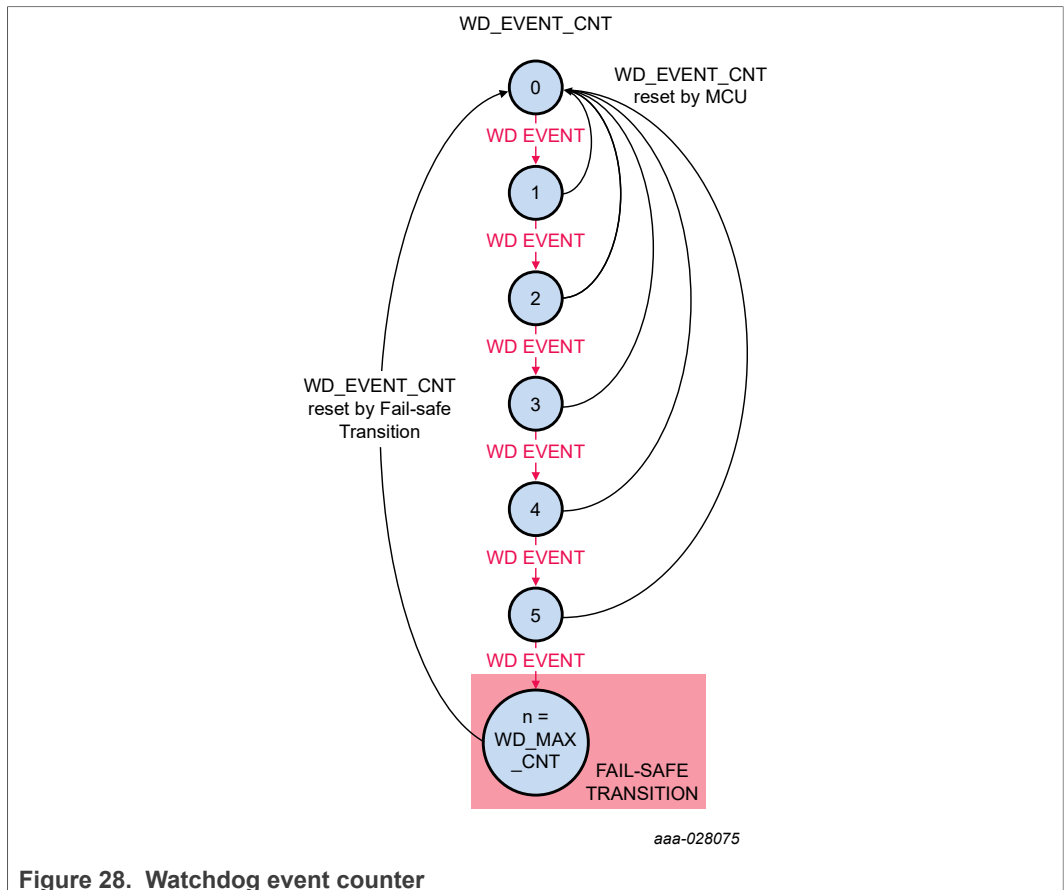 WD_EVENT_CNT
0
WD_EVENT_CNT
reset by MCU
WD EVENT
1
WD EVENT
2
WD EVENT
3
WD_EVENT_CNT
reset by Fail-safe
Transition
WD EVENT
4
WD EVENT
5
WD EVENT
n =
WD_MAX
_CNT
FAIL-SAFE
TRANSITION
aaa-028075
Figure 28. Watchdog event counter